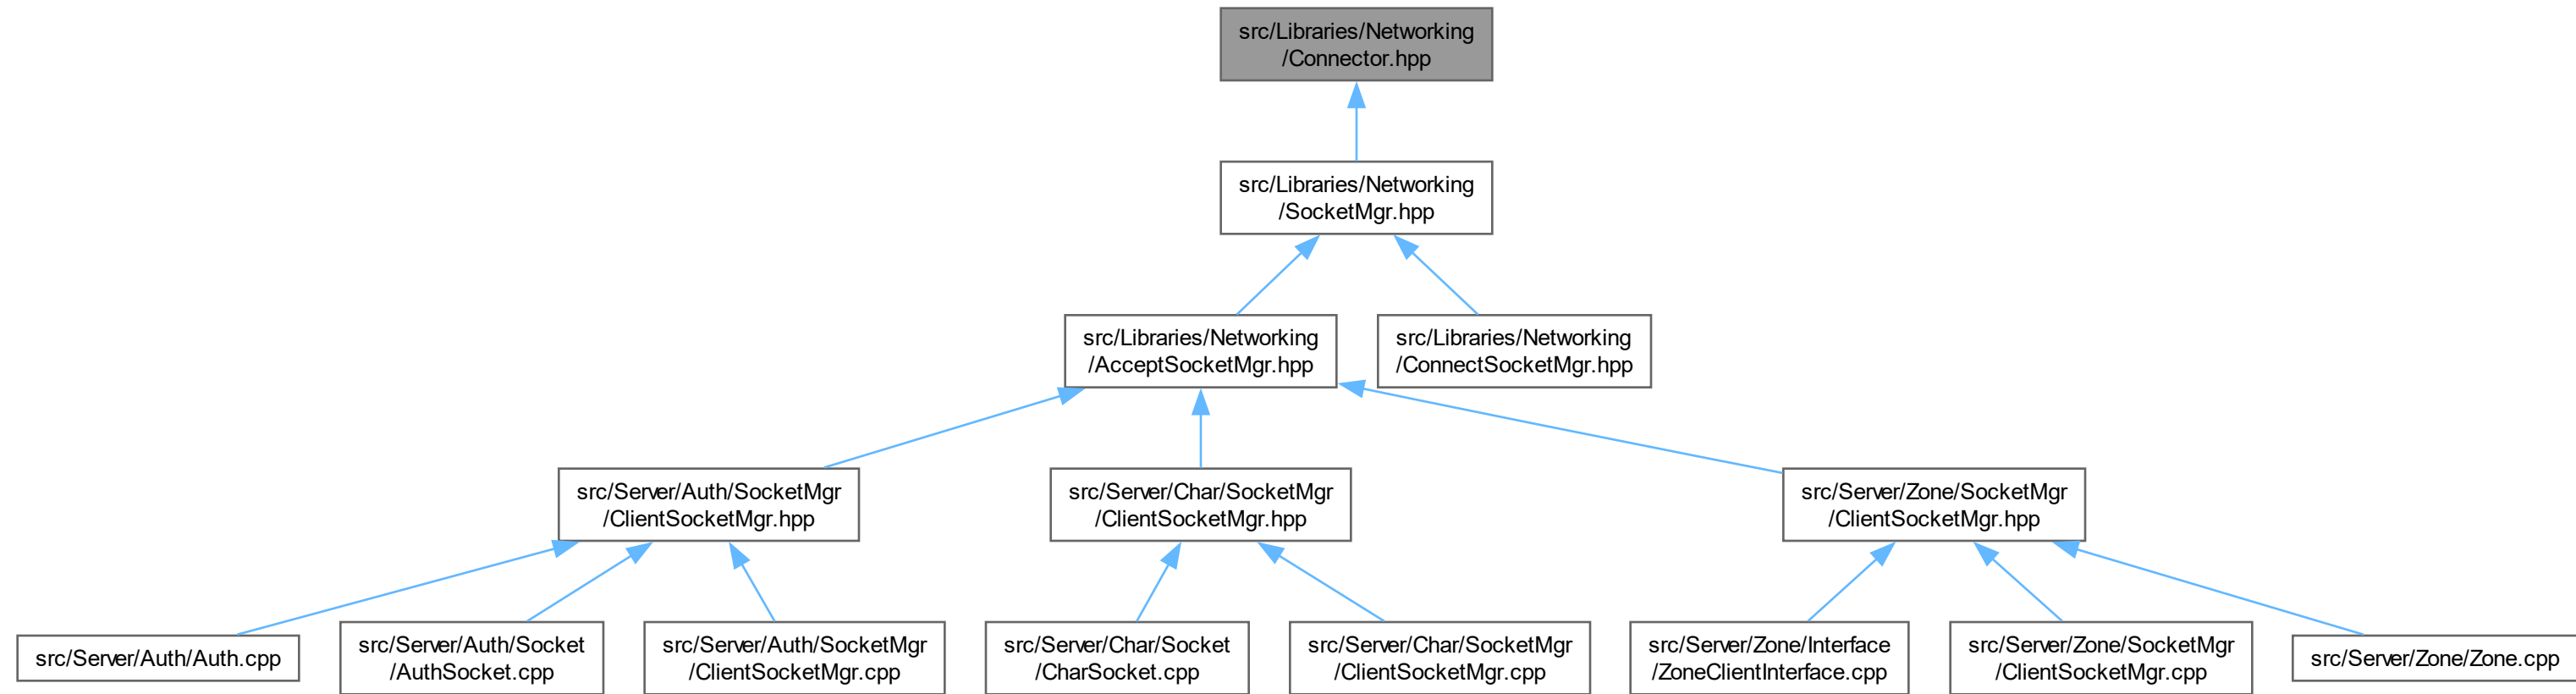 src/Libraries/Networking
/Connector.hpp
src/Libraries/Networking
/SocketMgr.hpp
src/Libraries/Networking
/AcceptSocketMgr.hpp
src/Libraries/Networking
/ConnectSocketMgr.hpp
src/Server/Auth/SocketMgr
/ClientSocketMgr.hpp
src/Server/Char/SocketMgr
/ClientSocketMgr.hpp
src/Server/Zone/SocketMgr
/ClientSocketMgr.hpp
src/Server/Auth/Auth.cpp
src/Server/Auth/Socket
/AuthSocket.cpp
src/Server/Auth/SocketMgr
/ClientSocketMgr.cpp
src/Server/Char/Socket
/CharSocket.cpp
src/Server/Char/SocketMgr
/ClientSocketMgr.cpp
src/Server/Zone/Interface
/ZoneClientInterface.cpp
src/Server/Zone/SocketMgr
/ClientSocketMgr.cpp
src/Server/Zone/Zone.cpp